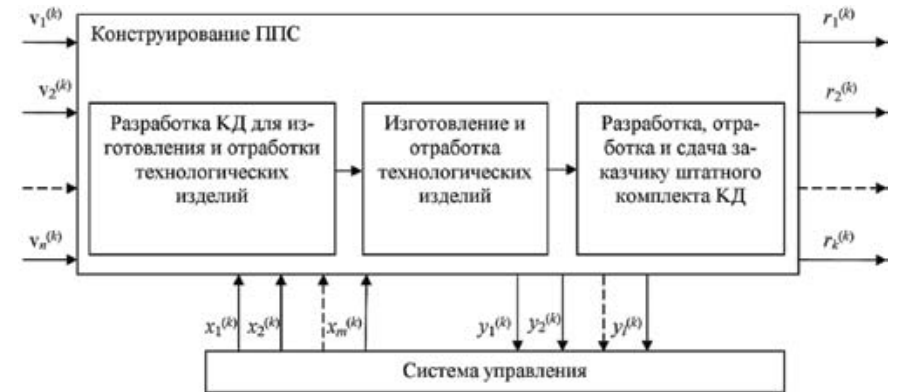 v₁⁽ᵏ⁾
r₁⁽ᵏ⁾
Конструирование ППС
v₂⁽ᵏ⁾
r₂⁽ᵏ⁾
Разработка КД для из-
готовления и отработки
технологических
изделий
Изготовление и
отработка
технологических
изделий
Разработка, отра-
ботка и сдача за-
казчику штатного
комплекта КД
vₙ⁽ᵏ⁾
rₖ⁽ᵏ⁾
x₁⁽ᵏ⁾ x₂⁽ᵏ⁾ xₘ⁽ᵏ⁾ y₁⁽ᵏ⁾ y₂⁽ᵏ⁾ yₗ⁽ᵏ⁾
Система управления